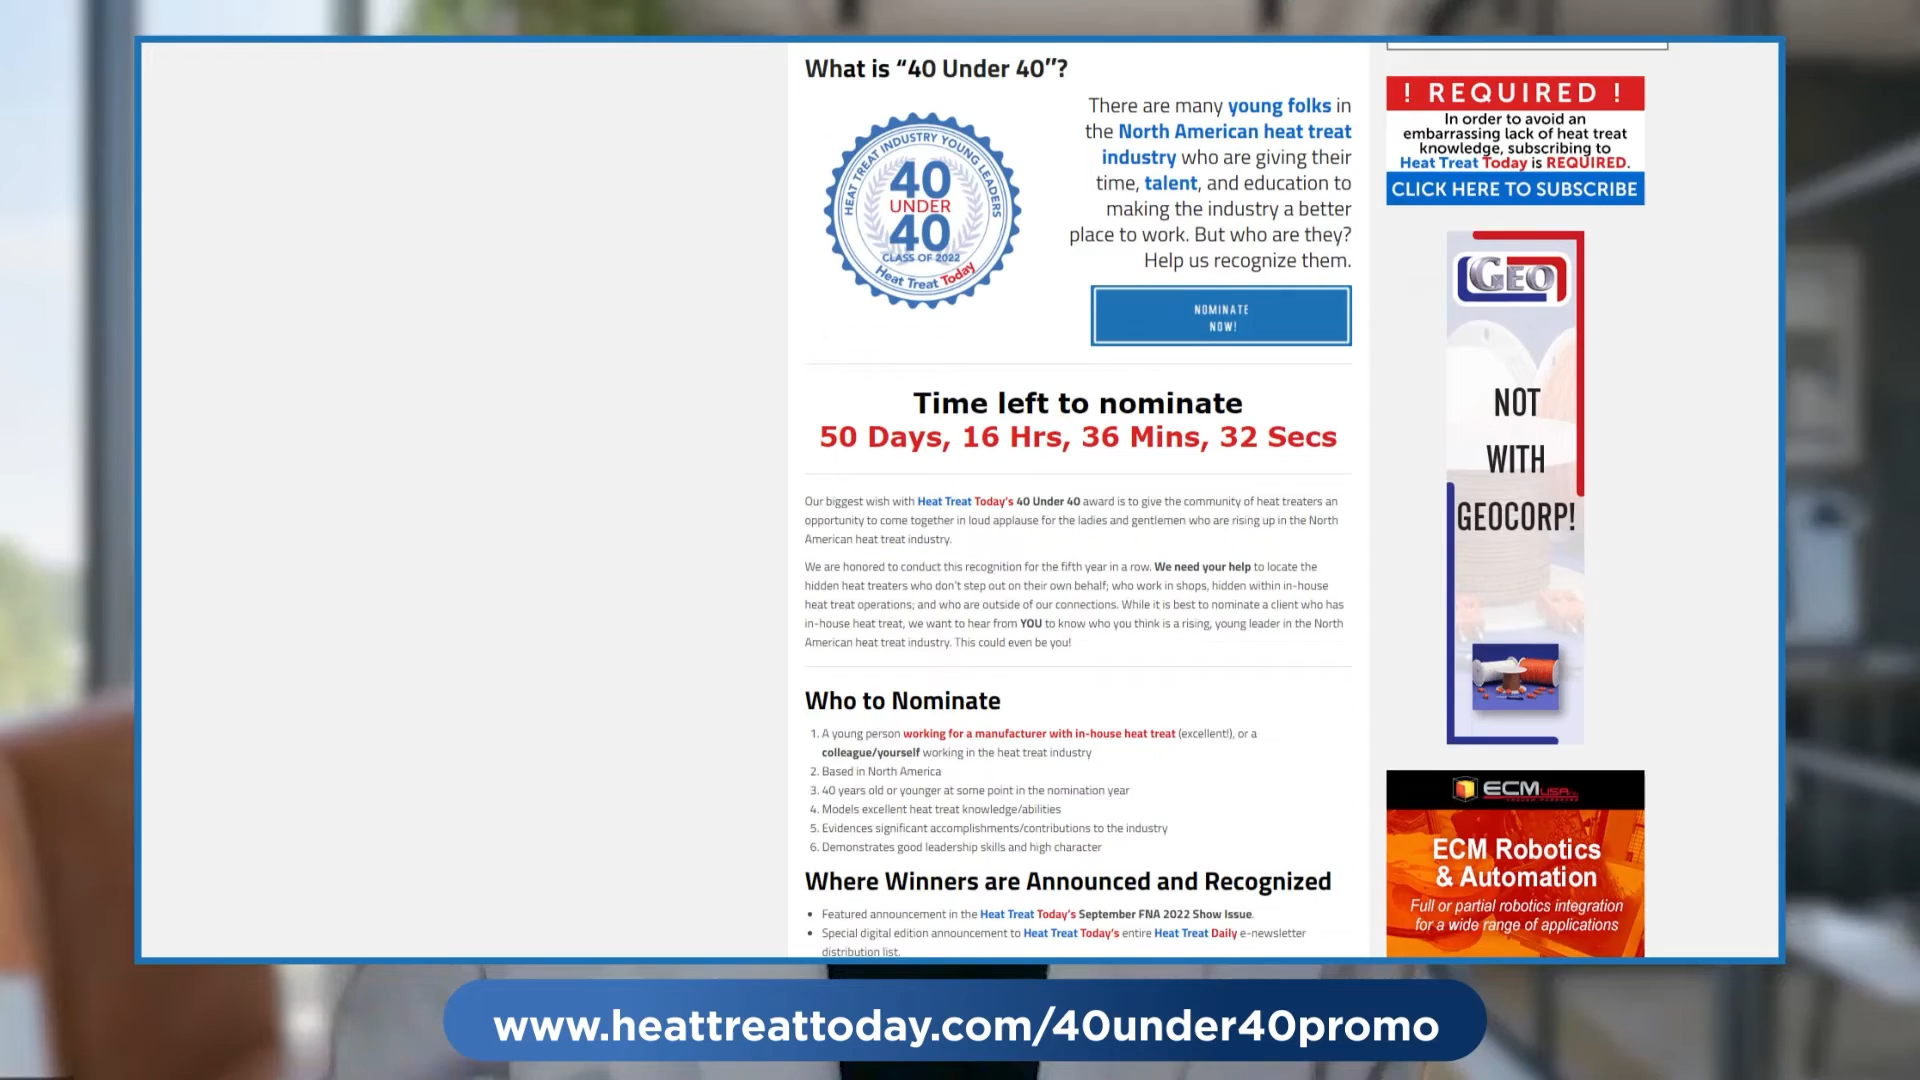 What is “40 Under 40”?
HEAT TREAT INDUSTRY YOUNG LEADERS
40
UNDER
40
CLASS OF 2022
Heat Treat Today
There are many young folks in
the North American heat treat
industry who are giving their
time, talent, and education to
making the industry a better
place to work. But who are they?
Help us recognize them.
NOMINATE
NOW!
Time left to nominate
50 Days, 16 Hrs, 36 Mins, 32 Secs
Our biggest wish with Heat Treat Today's 40 Under 40 award is to give the community of heat treaters an
opportunity to come together in loud applause for the ladies and gentlemen who are rising up in the North
American heat treat industry.
We are honored to conduct this recognition for the fifth year in a row. We need your help to locate the
hidden heat treaters who don't step out on their own behalf; who work in shops, hidden within in-house
heat treat operations; and who are outside of our connections. While it is best to nominate a client who has
in-house heat treat, we want to hear from YOU to know who you think is a rising, young leader in the North
American heat treat industry. This could even be you!
Who to Nominate
1. A young person working for a manufacturer with in-house heat treat (excellent!), or a
colleague/yourself working in the heat treat industry
2. Based in North America
3. 40 years old or younger at some point in the nomination year
4. Models excellent heat treat knowledge/abilities
5. Evidences significant accomplishments/contributions to the industry
6. Demonstrates good leadership skills and high character
Where Winners are Announced and Recognized
• Featured announcement in the Heat Treat Today's September FNA 2022 Show Issue.
• Special digital edition announcement to Heat Treat Today's entire Heat Treat Daily e-newsletter
distribution list.
! REQUIRED !
In order to avoid an
embarrassing lack of heat treat
knowledge, subscribing to
Heat Treat Today is REQUIRED.
CLICK HERE TO SUBSCRIBE
GEO
NOT
WITH
GEOCORP!
ECM USA
ECM Robotics
& Automation
Full or partial robotics integration
for a wide range of applications
www.heattreattoday.com/40under40promo